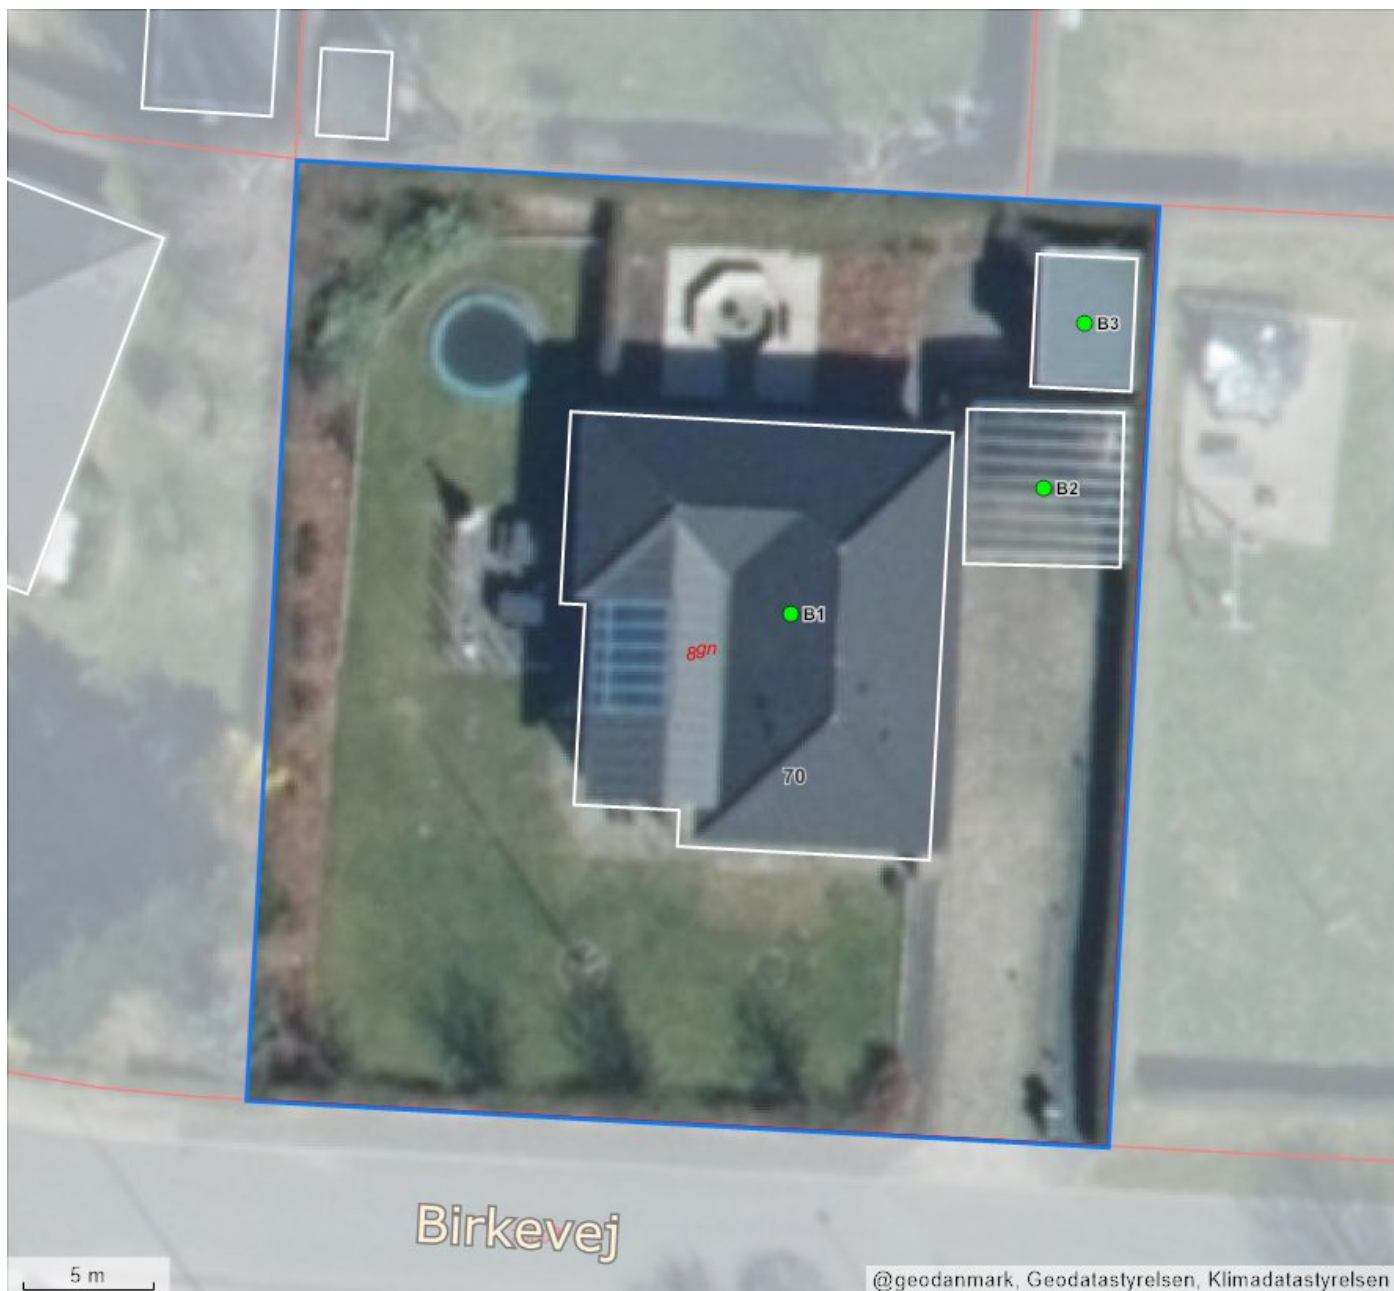 B3
B2
B1
8gn
70
Birkevej
5 m
@geodanmark, Geodatastyrelsen, Klimadatastyrelsen